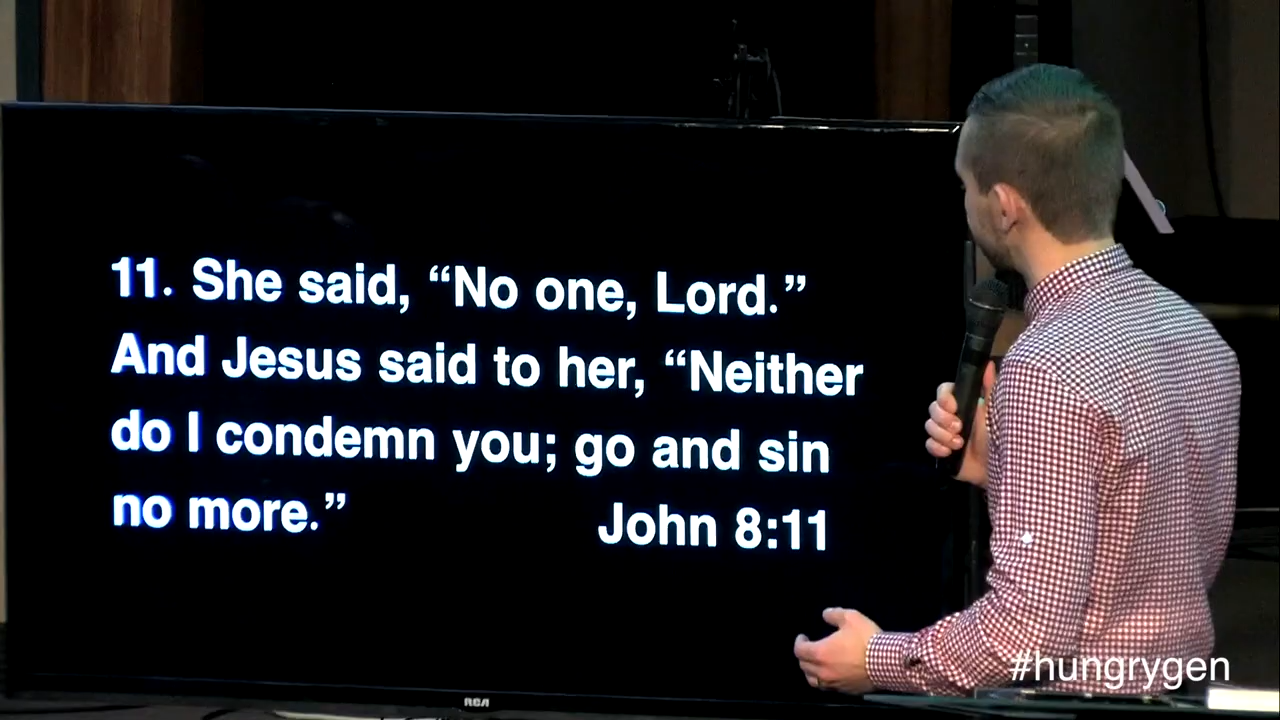 11. She said, “No one, Lord.”
And Jesus said to her, “Neither
do I condemn you; go and sin
no more.” John 8:11
#hungrygen
RCA